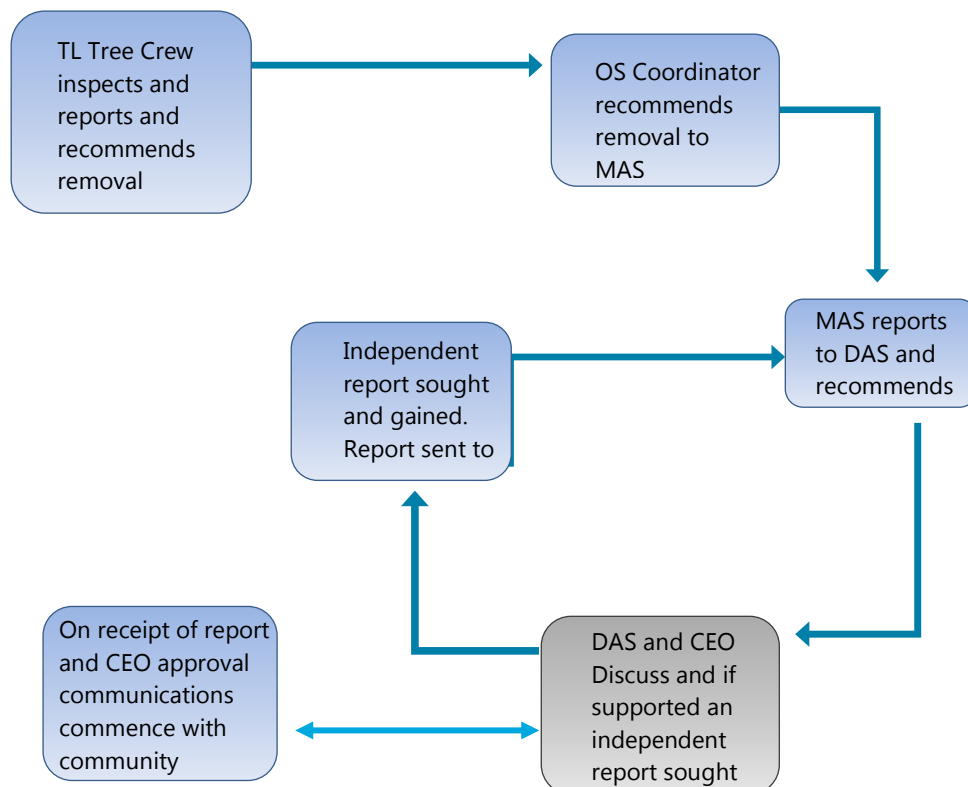 TL Tree Crew
inspects and
reports and
recommends
removal
OS Coordinator
recommends
removal to
MAS
MAS reports
to DAS and
recommends
Independent
report sought
and gained.
Report sent to
DAS and CEO
Discuss and if
supported an
independent
report sought
On receipt of report
and CEO approval
communications
commence with
community